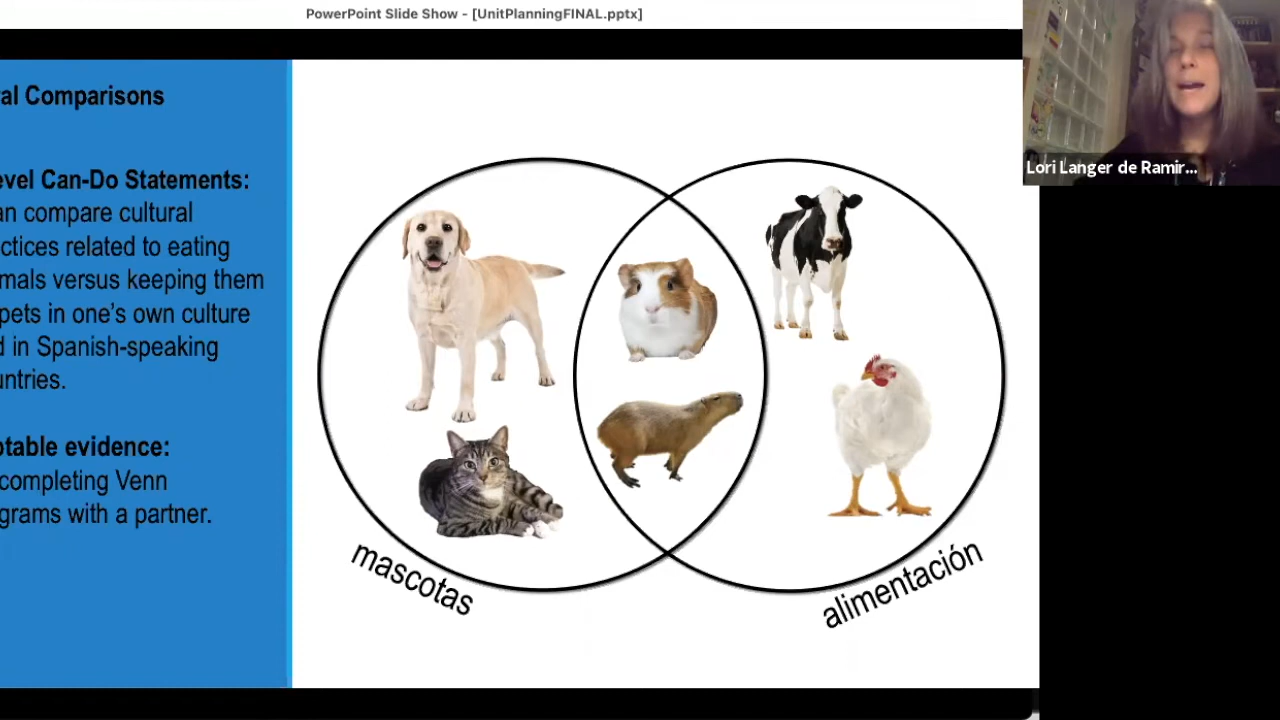 PowerPoint Slide Show - [UnitPlanningFINAL.pptx]
al Comparisons
evel Can-Do Statements:
an compare cultural
ctices related to eating
mals versus keeping them
pets in one's own culture
d in Spanish-speaking
untries.
ptable evidence:
completing Venn
grams with a partner.
mascotas
alimentación
Lori Langer de Ramir...